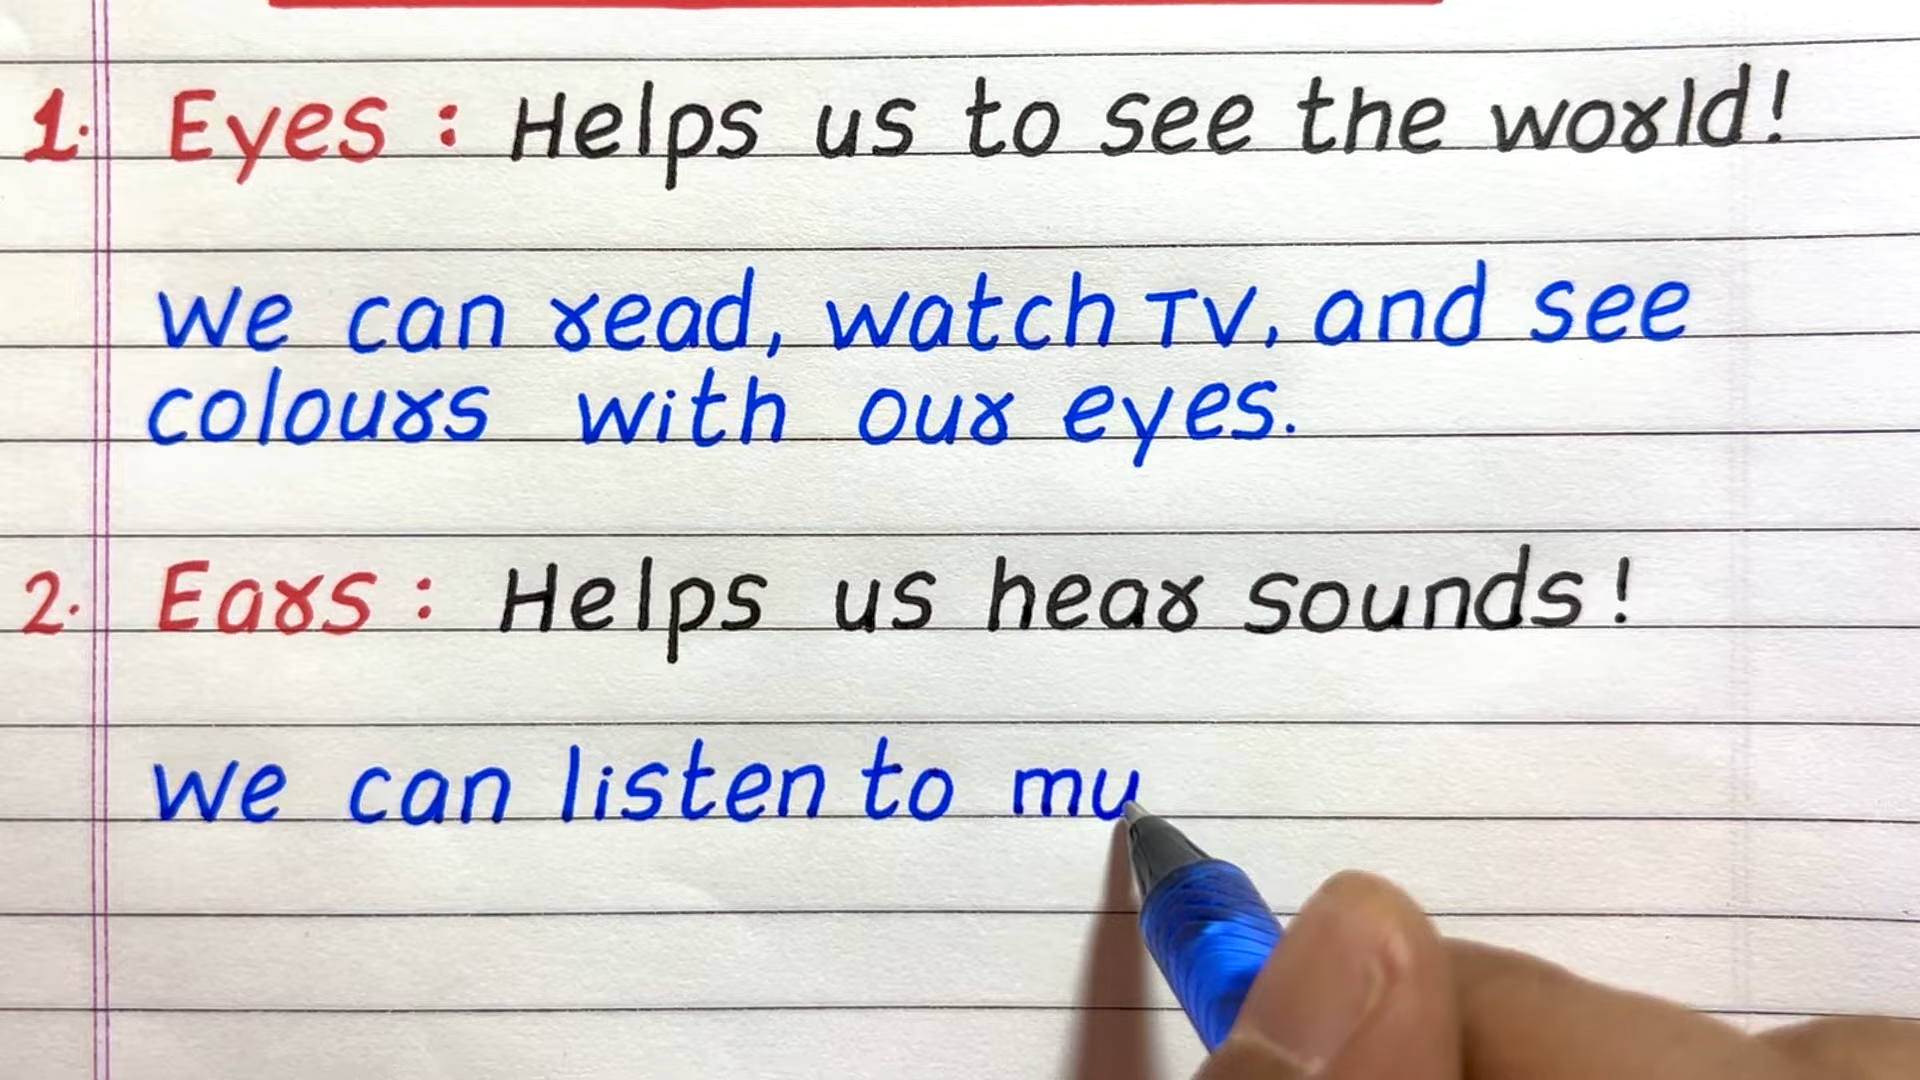 1. Eyes : Helps us to see the world!
we can read, watch TV, and see
colours with our eyes.
2. Ears : Helps us hear sounds!
we can listen to mu